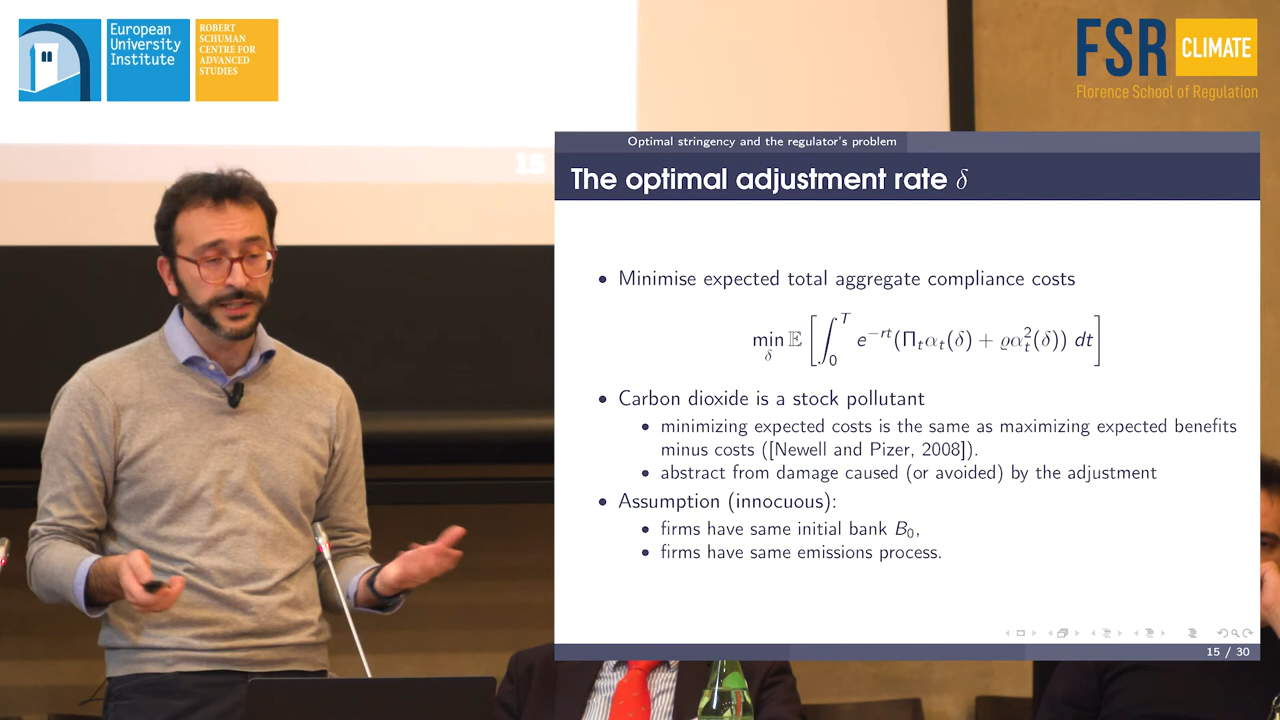 European
University
Institute
ROBERT
SCHUMAN
CENTRE FOR
ADVANCED
STUDIES
FSR CLIMATE
Florence School of Regulation
15
Optimal stringency and the regulator's problem
The optimal adjustment rate δ
• Minimise expected total aggregate compliance costs
min_δ 𝔼 [ ∫_0^T e^{−rt}(Π_t α_t(δ) + ϱα_t^2(δ)) dt ]
• Carbon dioxide is a stock pollutant
• minimizing expected costs is the same as maximizing expected benefits
minus costs ([Newell and Pizer, 2008]).
• abstract from damage caused (or avoided) by the adjustment
• Assumption (innocuous):
• firms have same initial bank B_0,
• firms have same emissions process.
15 / 30